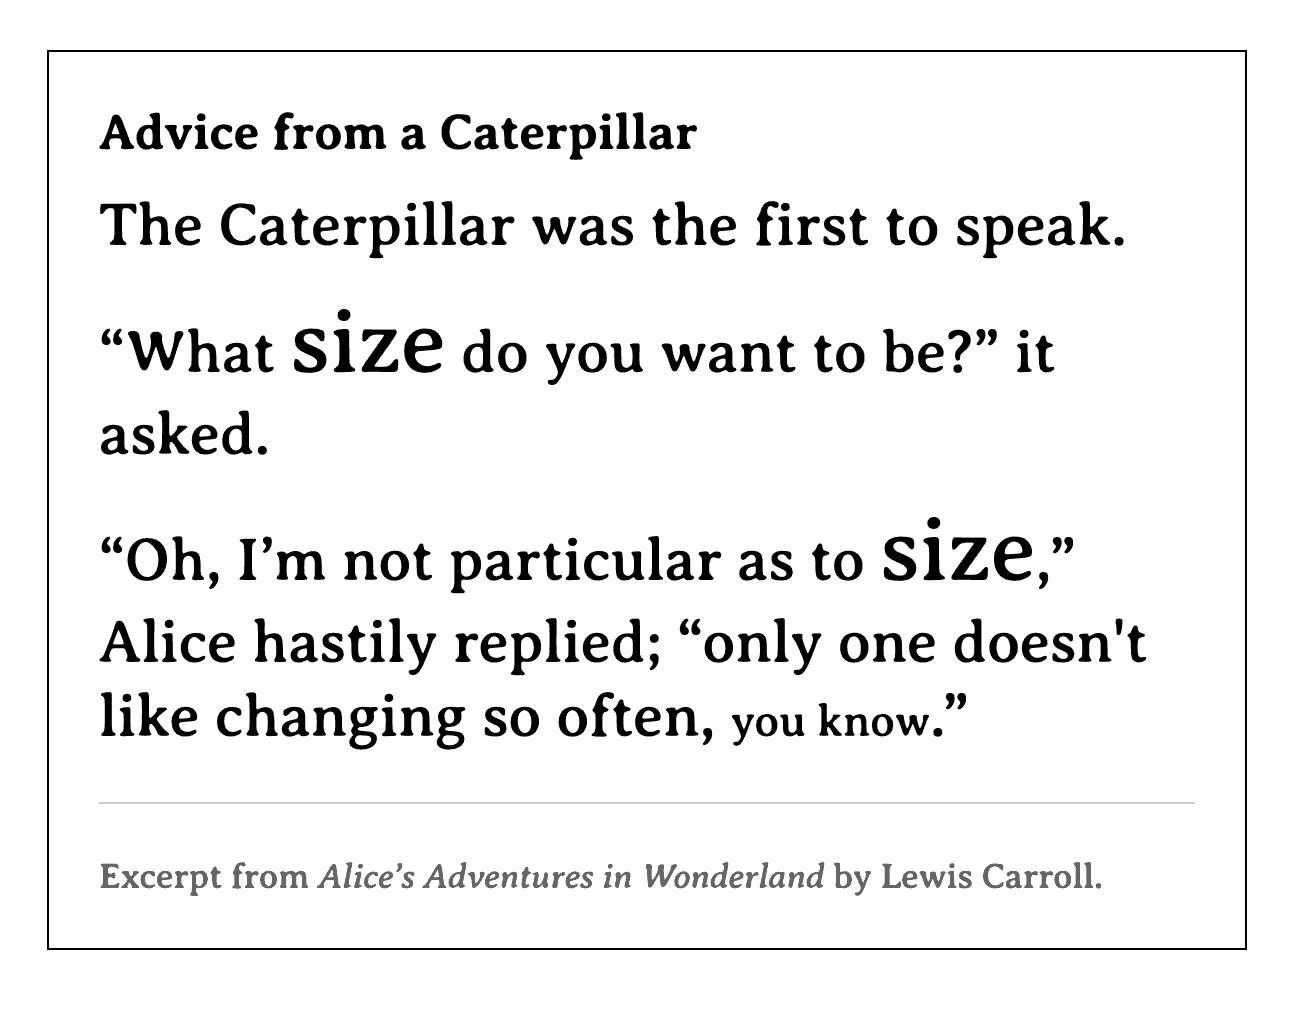 Advice from a Caterpillar
The Caterpillar was the first to speak.
“What size do you want to be?” it
asked.
“Oh, I’m not particular as to size,”
Alice hastily replied; “only one doesn't
like changing so often, you know.”
Excerpt from Alice’s Adventures in Wonderland by Lewis Carroll.